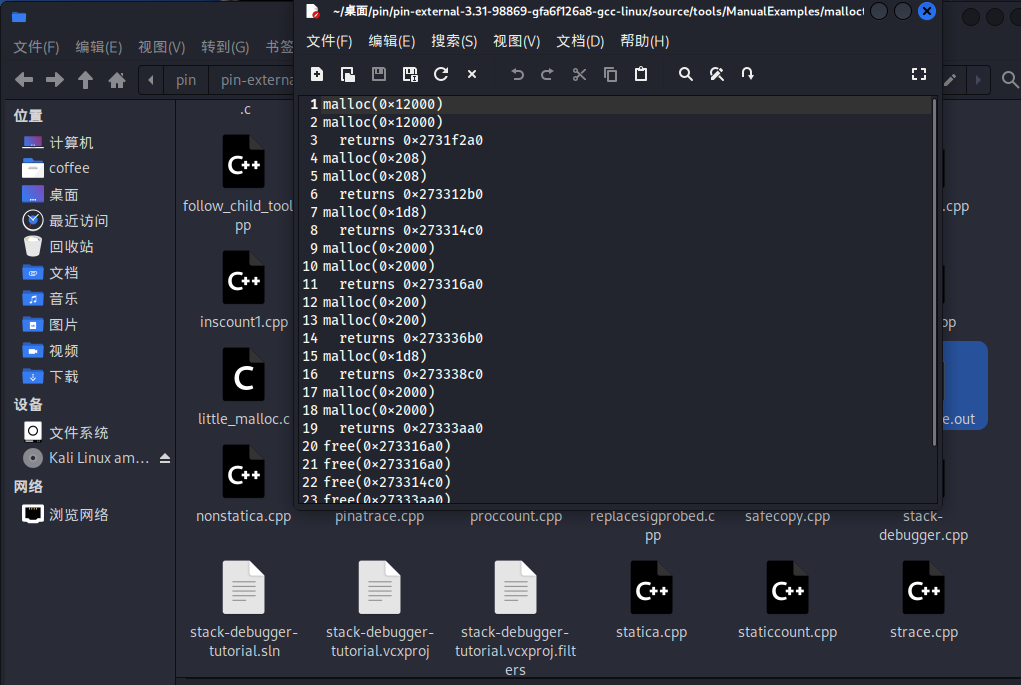 ~/桌面/pin/pin-external-3.31-98869-gfa6f126a8-gcc-linux/source/tools/ManualExamples/malloct
文件(F) 编辑(E) 视图(V) 转到(G) 书签
文件(F) 编辑(E) 搜索(S) 视图(V) 文档(D) 帮助(H)
pin pin-externa
位置
计算机
coffee
桌面
最近访问
回收站
文档
音乐
图片
视频
下载
设备
文件系统
Kali Linux am...
网络
浏览网络
1 malloc(0×12000)
2 malloc(0×12000)
3   returns 0×2731f2a0
4 malloc(0×208)
5 malloc(0×208)
6   returns 0×273312b0
7 malloc(0×1d8)
8   returns 0×273314c0
9 malloc(0×2000)
10 malloc(0×2000)
11   returns 0×273316a0
12 malloc(0×200)
13 malloc(0×200)
14   returns 0×273336b0
15 malloc(0×1d8)
16   returns 0×273338c0
17 malloc(0×2000)
18 malloc(0×2000)
19   returns 0×27333aa0
20 free(0×273316a0)
21 free(0×273316a0)
22 free(0×273314c0)
23 free(0×27333aa0)
.c
C++
follow_child_tool
pp
.cpp
C++
inscount1.cpp
pp
C
little_malloc.c
e.out
C++
nonstatica.cpp
pinatrace.cpp
proccount.cpp
replacesigprobed.c
pp
safecopy.cpp
stack-
debugger.cpp
stack-debugger-
tutorial.sln
stack-debugger-
tutorial.vcxproj
stack-debugger-
tutorial.vcxproj.filt
ers
C++
statica.cpp
C++
staticcount.cpp
C++
strace.cpp